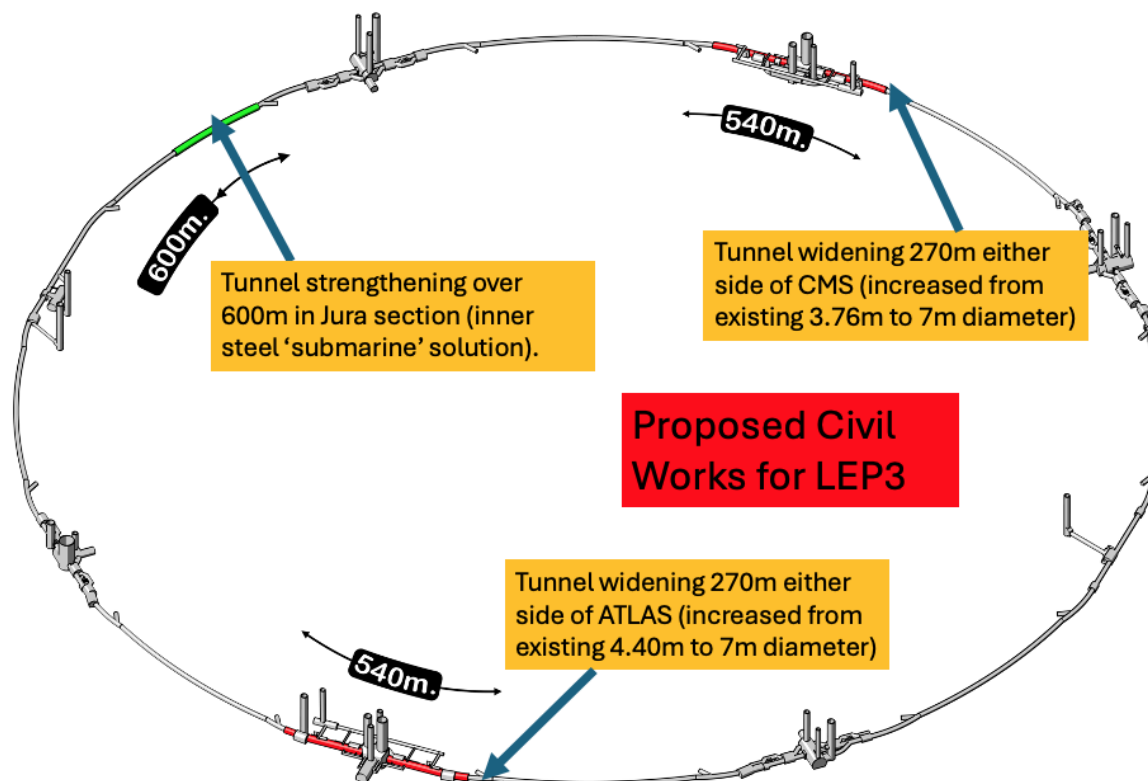 540m.
600m.
Tunnel widening 270m either
side of CMS (increased from
existing 3.76m to 7m diameter)
Tunnel strengthening over
600m in Jura section (inner
steel ‘submarine’ solution).
Proposed Civil
Works for LEP3
Tunnel widening 270m either
side of ATLAS (increased from
existing 4.40m to 7m diameter)
540m.